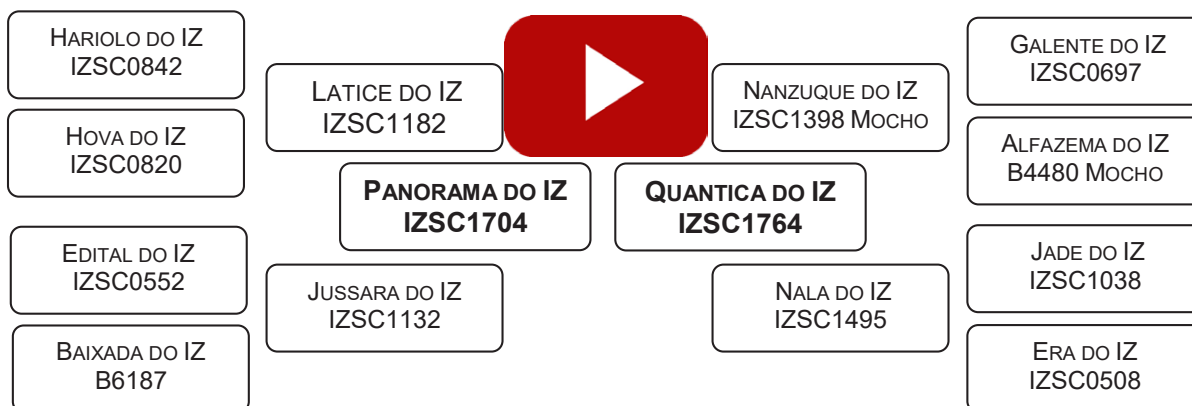 HARIOLO DO IZ
IZSC0842
HOVA DO IZ
IZSC0820
EDITAL DO IZ
IZSC0552
BAIXADA DO IZ
B6187
LATICE DO IZ
IZSC1182
JUSSARA DO IZ
IZSC1132
PANORAMA DO IZ
IZSC1704
QUANTICA DO IZ
IZSC1764
NANZUQUE DO IZ
IZSC1398 MOCHO
NALA DO IZ
IZSC1495
GALENTE DO IZ
IZSC0697
ALFAZEMA DO IZ
B4480 MOCHO
JADE DO IZ
IZSC1038
ERA DO IZ
IZSC0508